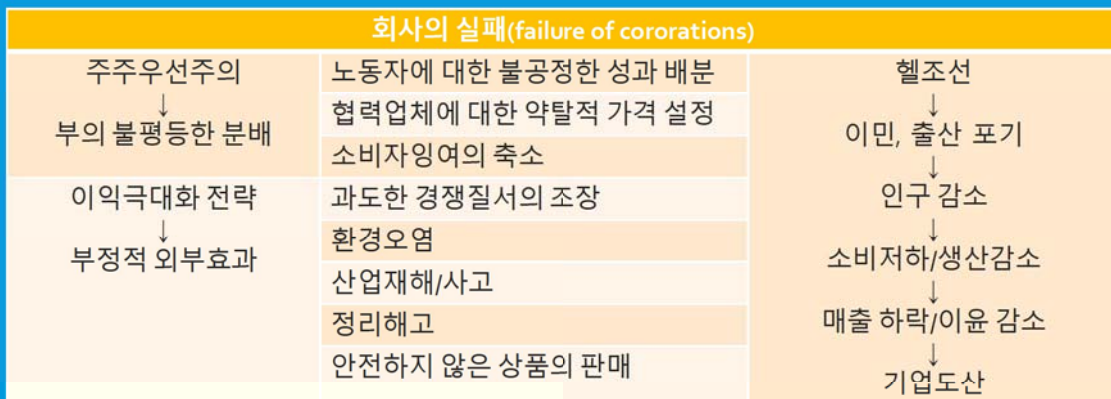 회사의 실패(failure of cororations)
주주우선주의
↓
부의 불평등한 분배
노동자에 대한 불공정한 성과 배분
협력업체에 대한 약탈적 가격 설정
소비자잉여의 축소
이익극대화 전략
↓
부정적 외부효과
과도한 경쟁질서의 조장
환경오염
산업재해/사고
정리해고
안전하지 않은 상품의 판매
헬조선
↓
이민, 출산 포기
↓
인구 감소
↓
소비저하/생산감소
↓
매출 하락/이윤 감소
↓
기업도산